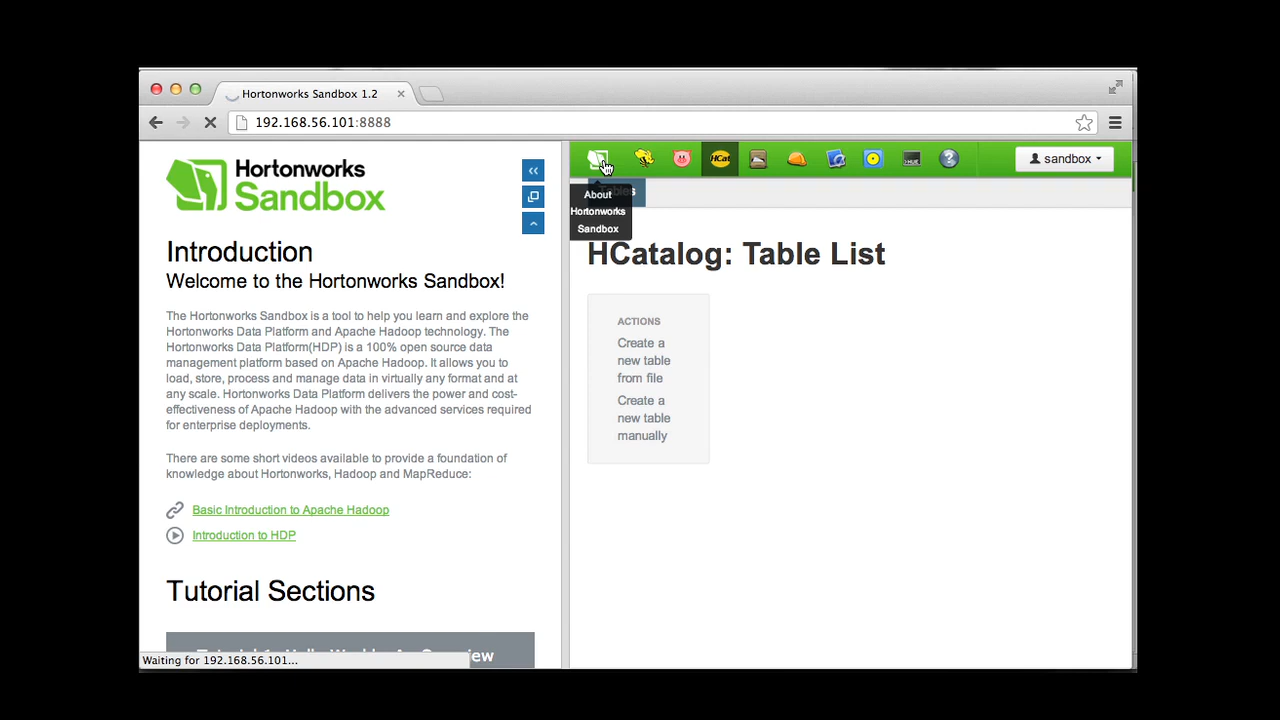 Hortonworks Sandbox 1.2
192.168.56.101:8888
Hortonworks
Sandbox
Introduction
Welcome to the Hortonworks Sandbox!
The Hortonworks Sandbox is a tool to help you learn and explore the
Hortonworks Data Platform and Apache Hadoop technology. The
Hortonworks Data Platform(HDP) is a 100% open source data
management platform based on Apache Hadoop. It allows you to
load, store, process and manage data in virtually any format and at
any scale. Hortonworks Data Platform delivers the power and cost-
effectiveness of Apache Hadoop with the advanced services required
for enterprise deployments.
There are some short videos available to provide a foundation of
knowledge about Hortonworks, Hadoop and MapReduce:
Basic Introduction to Apache Hadoop
Introduction to HDP
Tutorial Sections
Waiting for 192.168.56.101...
HCat
HUE
sandbox
About
Hortonworks
Sandbox
HCatalog: Table List
ACTIONS
Create a
new table
from file
Create a
new table
manually